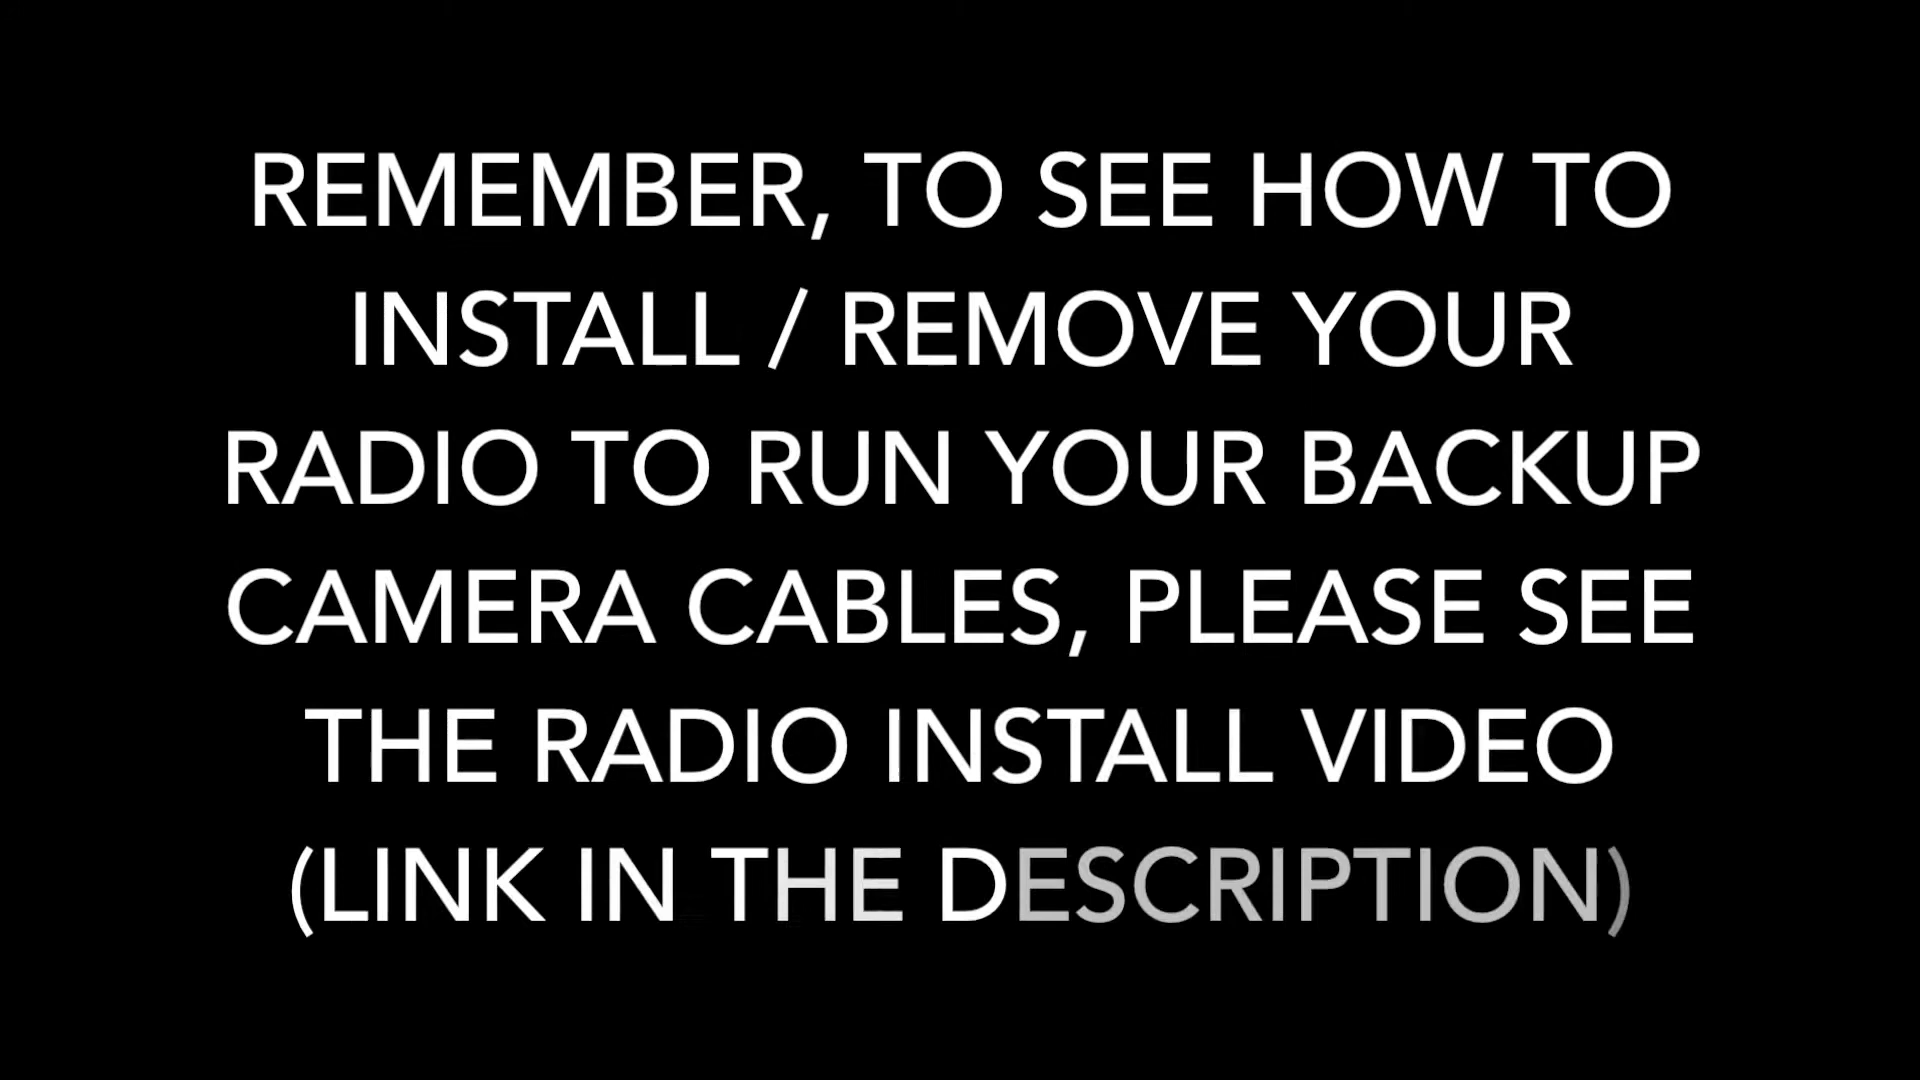 REMEMBER, TO SEE HOW TO
INSTALL / REMOVE YOUR
RADIO TO RUN YOUR BACKUP
CAMERA CABLES, PLEASE SEE
THE RADIO INSTALL VIDEO
(LINK IN THE DESCRIPTION)